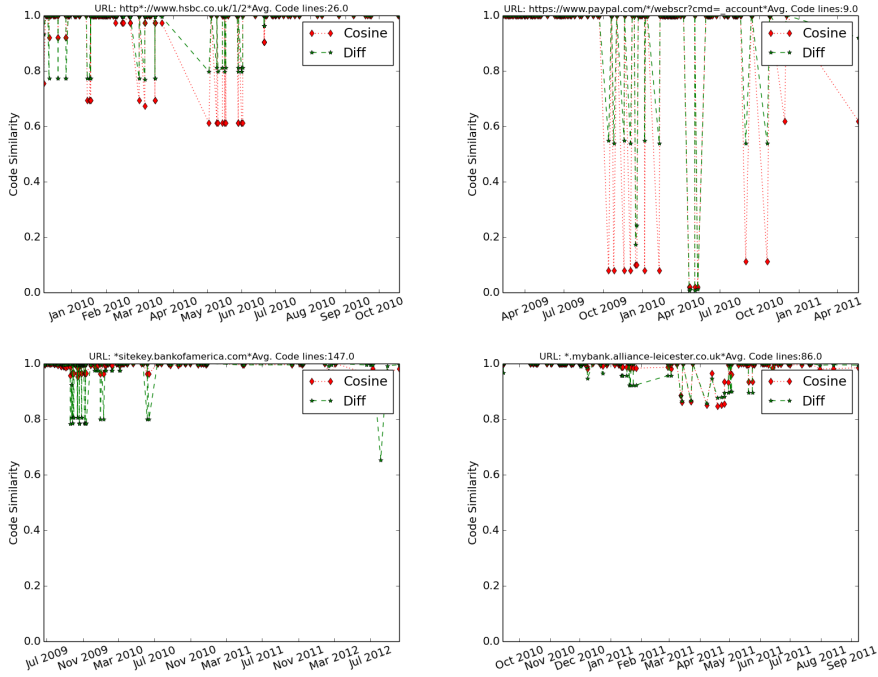 URL: http*://www.hsbc.co.uk/1/2*Avg. Code lines:26.0
Code Similarity
1.0
0.8
0.6
0.4
0.2
0.0
Cosine
Diff
Jan 2010
Feb 2010
Mar 2010
Apr 2010
May 2010
Jun 2010
Jul 2010
Aug 2010
Sep 2010
Oct 2010
URL: https://www.paypal.com/*/webscr?cmd=_account*Avg. Code lines:9.0
1.0
0.8
0.6
0.4
0.2
0.0
Cosine
Diff
Apr 2009
Jul 2009
Oct 2009
Jan 2010
Apr 2010
Jul 2010
Oct 2010
Jan 2011
Apr 2011
URL: *sitekey.bankofamerica.com*Avg. Code lines:147.0
Code Similarity
1.0
0.8
0.6
0.4
0.2
0.0
Cosine
Diff
Jul 2009
Nov 2009
Mar 2010
Jul 2010
Nov 2010
Mar 2011
Jul 2011
Nov 2011
Mar 2012
Jul 2012
URL: *.mybank.alliance-leicester.co.uk*Avg. Code lines:86.0
1.0
0.8
0.6
0.4
0.2
0.0
Cosine
Diff
Oct 2010
Nov 2010
Dec 2010
Jan 2011
Feb 2011
Mar 2011
Apr 2011
May 2011
Jun 2011
Jul 2011
Aug 2011
Sep 2011